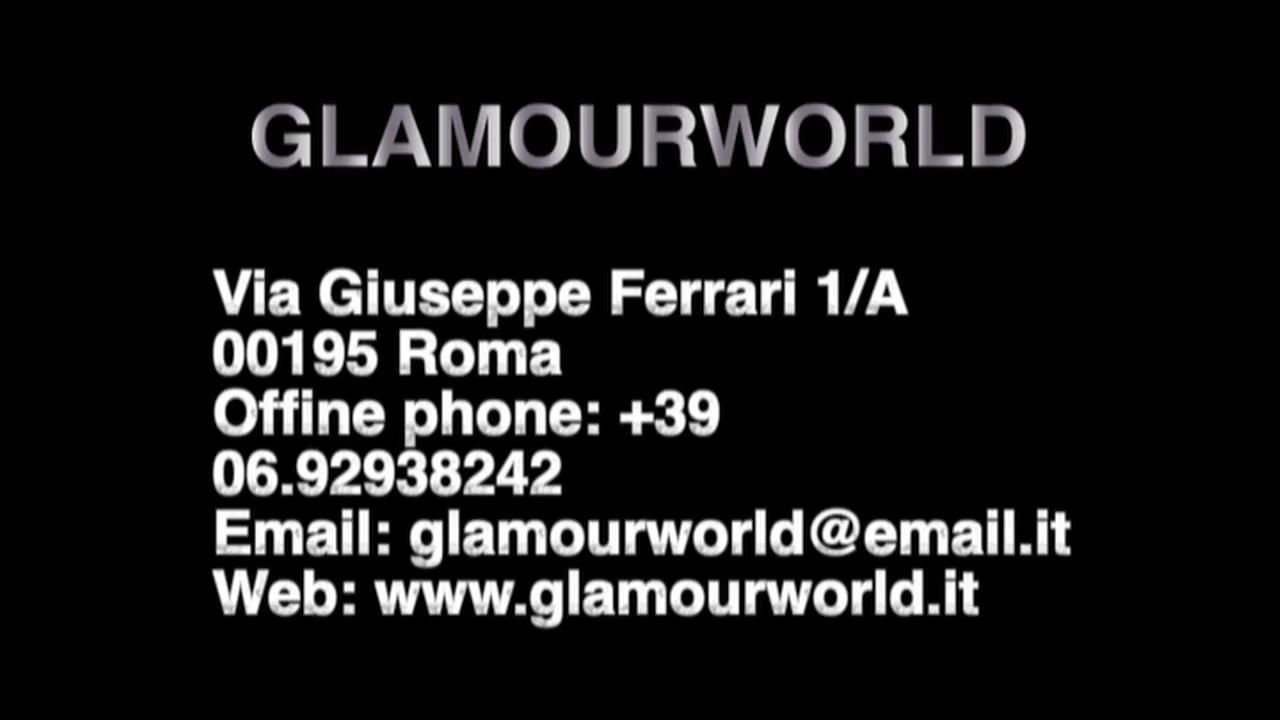 GLAMOURWORLD
Via Giuseppe Ferrari 1/A
00195 Roma
Offine phone: +39
06.92938242
Email: glamourworld@email.it
Web: www.glamourworld.it